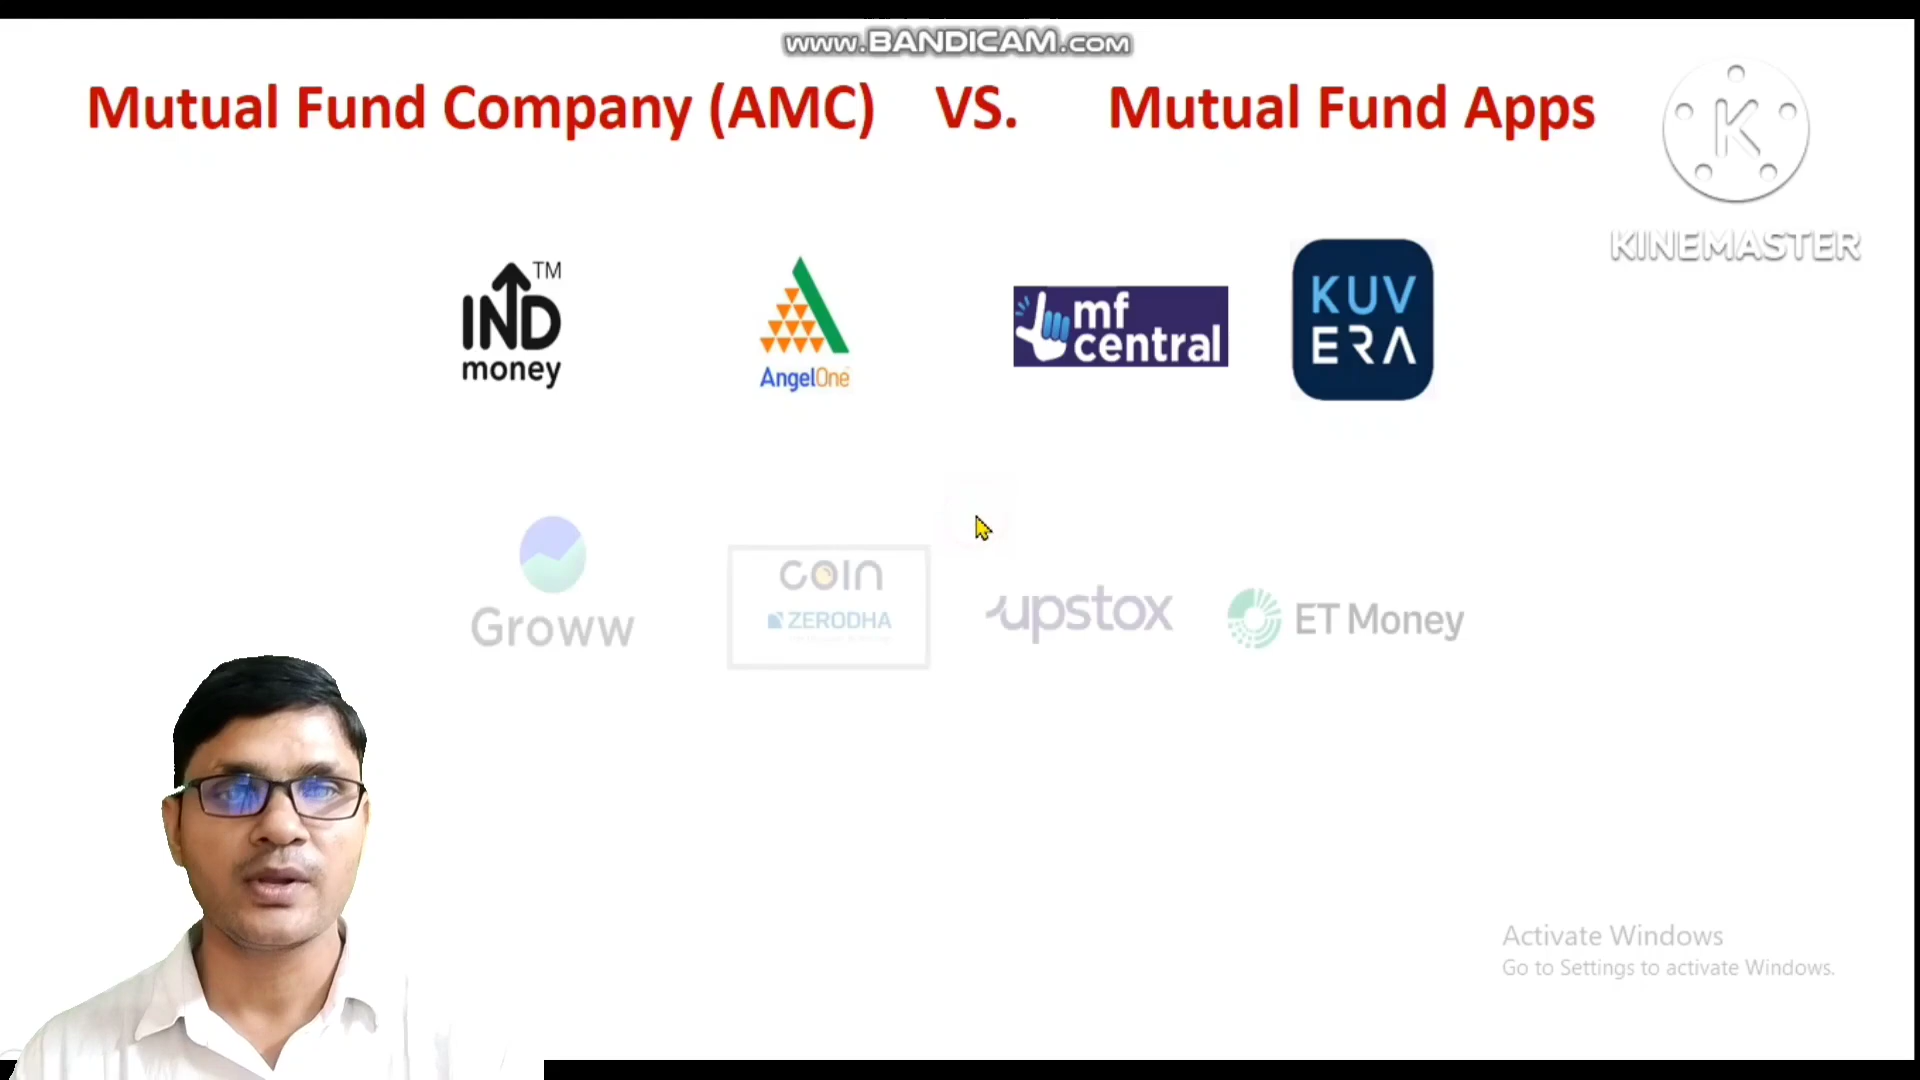 www.BANDICAM.com
Mutual Fund Company (AMC) VS. Mutual Fund Apps
K
KINEMASTER
IND TM
money
AngelOne
mf
central
KUV
ERA
Groww
coin
ZERODHA
upstox
ET Money
Activate Windows
Go to Settings to activate Windows.